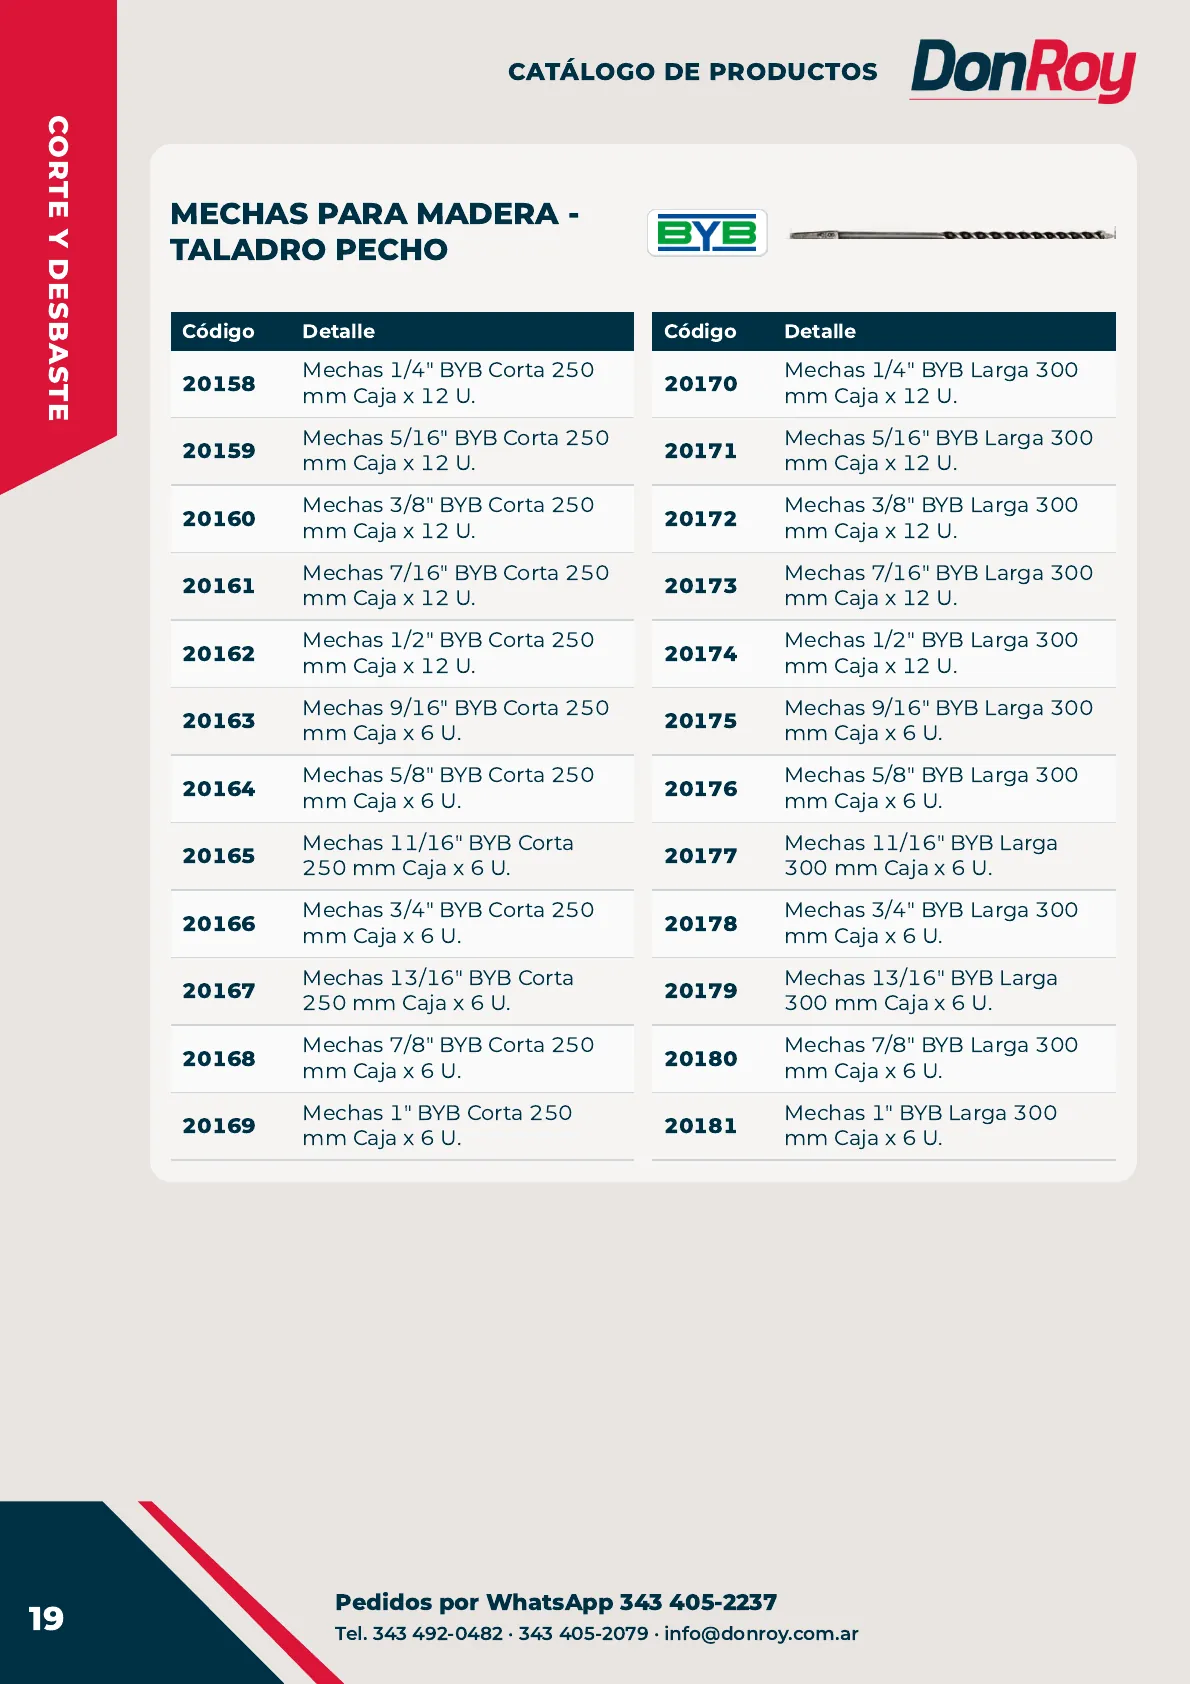 CATÁLOGO DE PRODUCTOS
DonRoy
CORTE Y DESBASTE
MECHAS PARA MADERA -
TALADRO PECHO
BYB
Código Detalle
20158 Mechas 1/4" BYB Corta 250
mm Caja x 12 U.
20159 Mechas 5/16" BYB Corta 250
mm Caja x 12 U.
20160 Mechas 3/8" BYB Corta 250
mm Caja x 12 U.
20161 Mechas 7/16" BYB Corta 250
mm Caja x 12 U.
20162 Mechas 1/2" BYB Corta 250
mm Caja x 12 U.
20163 Mechas 9/16" BYB Corta 250
mm Caja x 6 U.
20164 Mechas 5/8" BYB Corta 250
mm Caja x 6 U.
20165 Mechas 11/16" BYB Corta
250 mm Caja x 6 U.
20166 Mechas 3/4" BYB Corta 250
mm Caja x 6 U.
20167 Mechas 13/16" BYB Corta
250 mm Caja x 6 U.
20168 Mechas 7/8" BYB Corta 250
mm Caja x 6 U.
20169 Mechas 1" BYB Corta 250
mm Caja x 6 U.
Código Detalle
20170 Mechas 1/4" BYB Larga 300
mm Caja x 12 U.
20171 Mechas 5/16" BYB Larga 300
mm Caja x 12 U.
20172 Mechas 3/8" BYB Larga 300
mm Caja x 12 U.
20173 Mechas 7/16" BYB Larga 300
mm Caja x 12 U.
20174 Mechas 1/2" BYB Larga 300
mm Caja x 12 U.
20175 Mechas 9/16" BYB Larga 300
mm Caja x 6 U.
20176 Mechas 5/8" BYB Larga 300
mm Caja x 6 U.
20177 Mechas 11/16" BYB Larga
300 mm Caja x 6 U.
20178 Mechas 3/4" BYB Larga 300
mm Caja x 6 U.
20179 Mechas 13/16" BYB Larga
300 mm Caja x 6 U.
20180 Mechas 7/8" BYB Larga 300
mm Caja x 6 U.
20181 Mechas 1" BYB Larga 300
mm Caja x 6 U.
19
Pedidos por WhatsApp 343 405-2237
Tel. 343 492-0482 · 343 405-2079 · info@donroy.com.ar